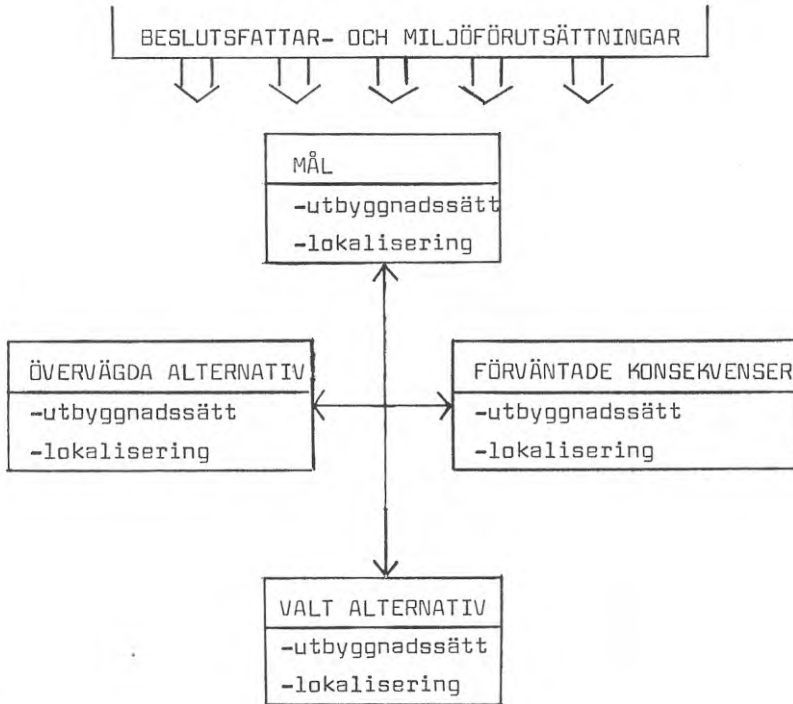 BESLUTSFATTAR- OCH MILJÖFÖRUTSÄTTNINGAR
MÅL
-utbyggnadssätt
-lokalisering
ÖVERVÄGDA ALTERNATIV
-utbyggnadssätt
-lokalisering
FÖRVÄNTADE KONSEKVENSER
-utbyggnadssätt
-lokalisering
VALT ALTERNATIV
-utbyggnadssätt
-lokalisering